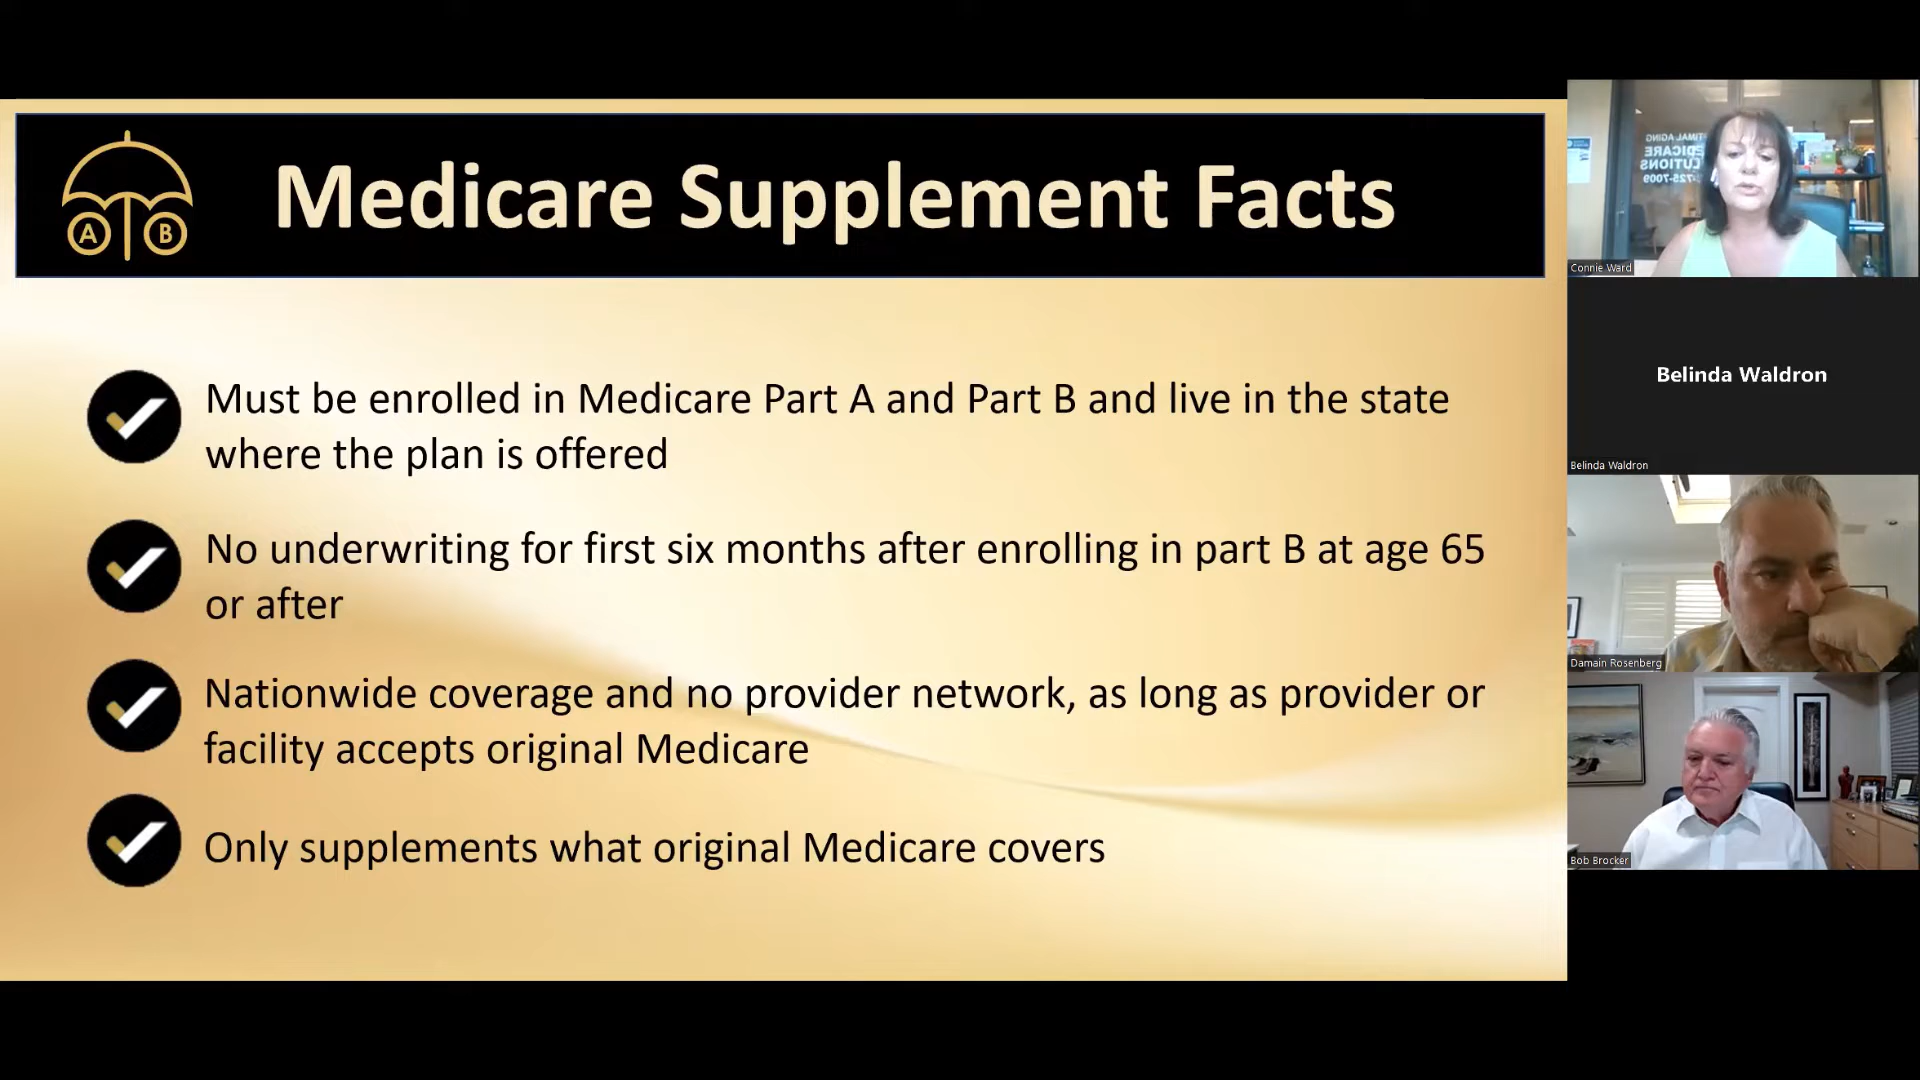 A B
Medicare Supplement Facts
Must be enrolled in Medicare Part A and Part B and live in the state
where the plan is offered
No underwriting for first six months after enrolling in part B at age 65
or after
Nationwide coverage and no provider network, as long as provider or
facility accepts original Medicare
Only supplements what original Medicare covers
Connie Ward
Belinda Waldron
Belinda Waldron
Damain Rosenberg
Bob Brocker